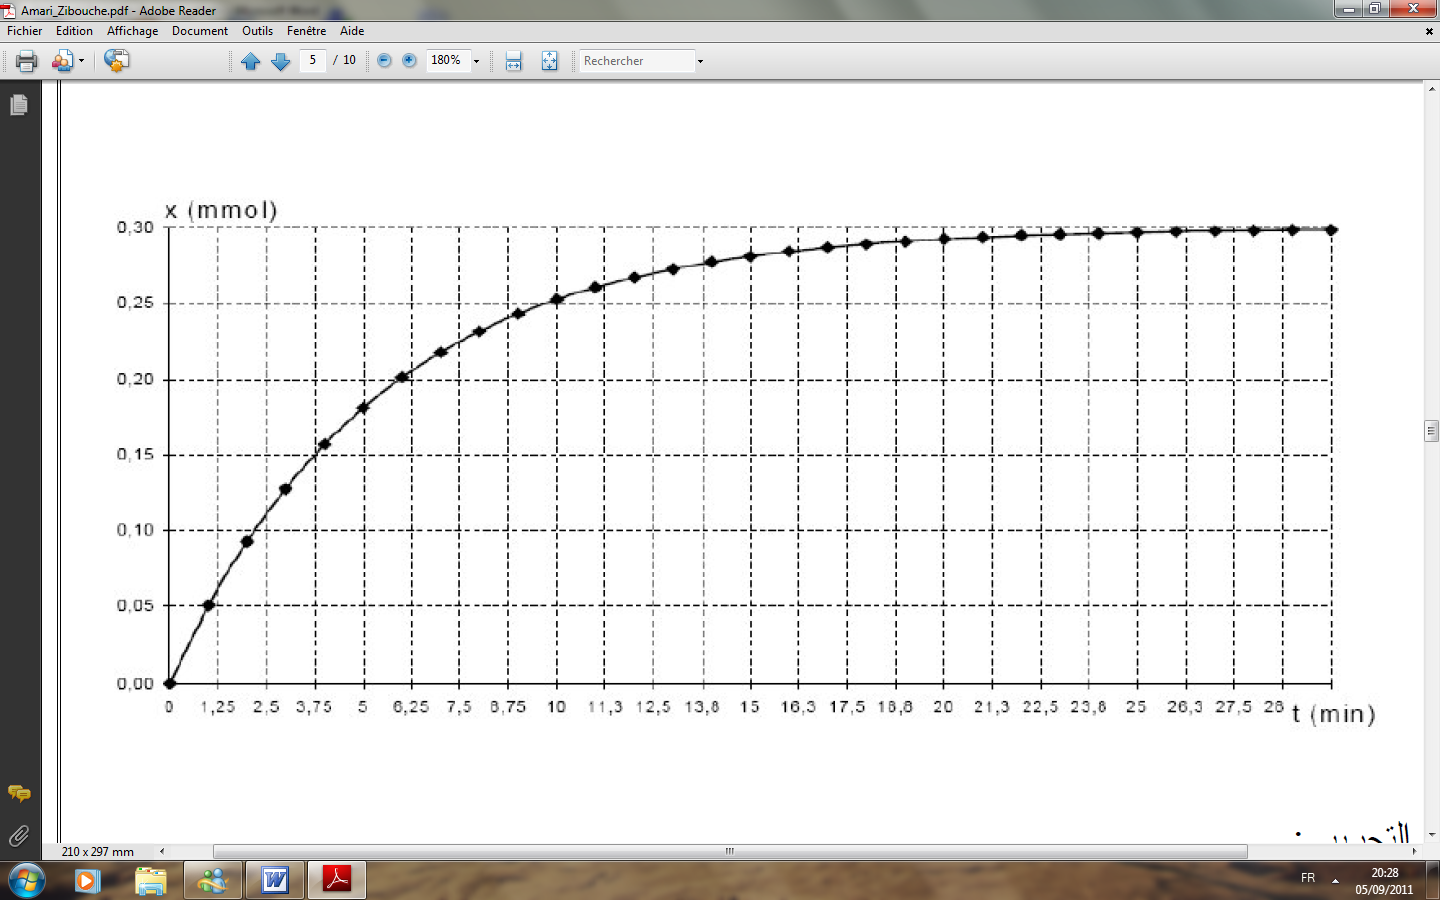 Amari_Zibouche.pdf - Adobe Reader
Fichier Edition Affichage Document Outils Fenêtre Aide
5 / 10 180% Rechercher
x (mmol)
0,30
0,25
0,20
0,15
0,10
0,05
0,00
0 1,25 2,5 3,75 5 6,25 7,5 8,75 10 11,3 12,5 13,8 15 16,3 17,5 18,8 20 21,3 22,5 23,8 25 26,3 27,5 28
t (min)
210 x 297 mm
FR 20:28
05/09/2011